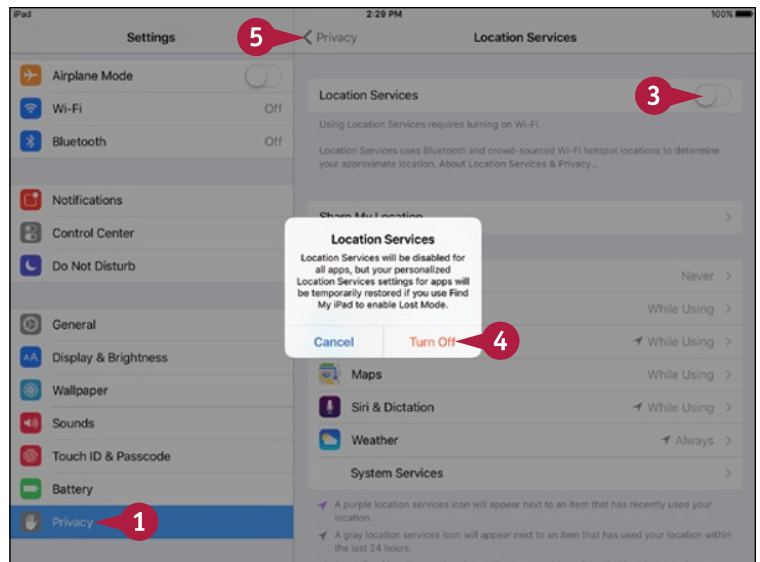 iPad 2:29 PM 100%
Settings
5
Privacy
Location Services
Airplane Mode
Wi-Fi Off
Bluetooth Off
Notifications
Control Center
Do Not Disturb
General
Display & Brightness
Wallpaper
Sounds
Touch ID & Passcode
Battery
Privacy
1
Location Services
3
Using Location Services requires turning on Wi-Fi.
Location Services uses Bluetooth and crowd-sourced Wi-Fi hotspot locations to determine
your approximate location. About Location Services & Privacy...
Share My Location
Location Services
Location Services will be disabled for
all apps, but your personalized
Location Services settings for apps will
be temporarily restored if you use Find
My iPad to enable Lost Mode.
Cancel
Turn Off
4
Never
While Using
While Using
Maps While Using
Siri & Dictation While Using
Weather Always
System Services
A purple location services icon will appear next to an item that has recently used your
location.
A gray location services icon will appear next to an item that has used your location within
the last 24 hours.